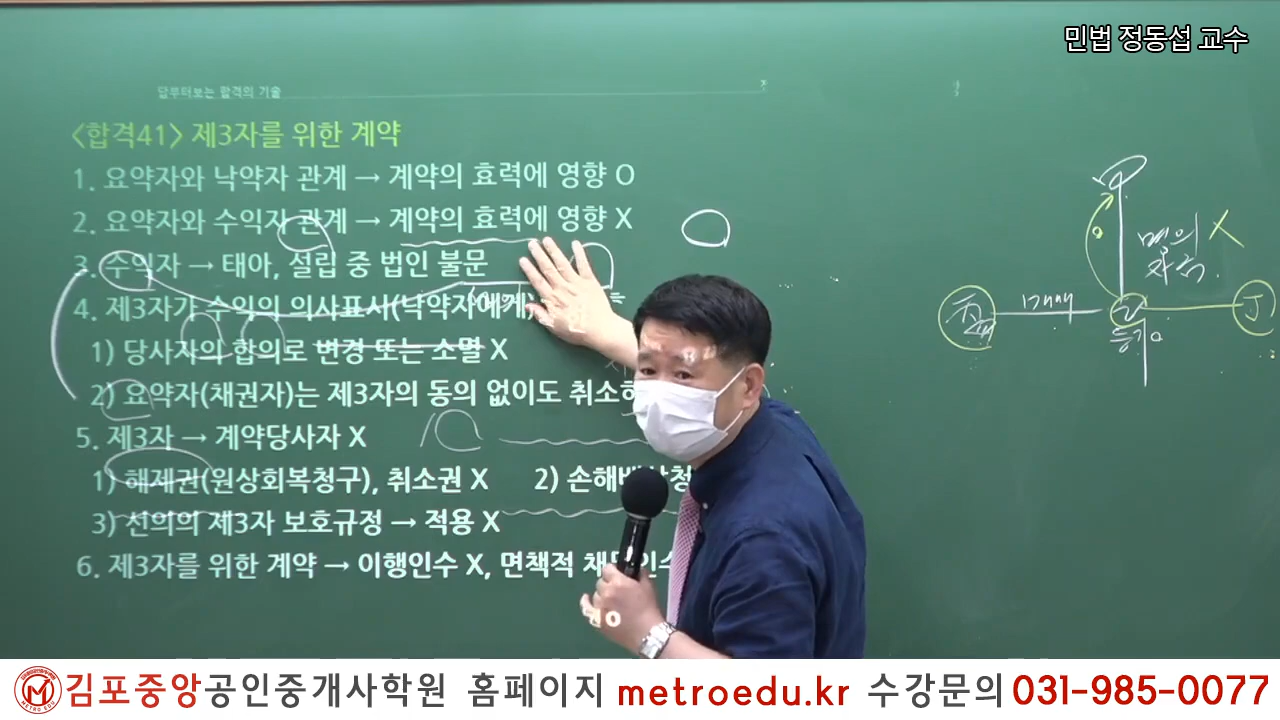 민법 정동섭 교수
답부터보는 합격의 기술
<합격41> 제3자를 위한 계약
1. 요약자와 낙약자 관계 → 계약의 효력에 영향 O
2. 요약자와 수익자 관계 → 계약의 효력에 영향 X
3. 수익자 → 태아, 설립 중 법인 불문
4. 제3자가 수익의 의사표시(낙약자에게)
1) 당사자의 합의로 변경 또는 소멸 X
2) 요약자(채권자)는 제3자의 동의 없이도 취소
5. 제3자 → 계약당사자 X
1) 해제권(원상회복청구), 취소권 X 2) 손해배상청
3) 선의의 제3자 보호규정 → 적용 X
6. 제3자를 위한 계약 → 이행인수 X, 면책적 채무인수
매매
X
김포중앙공인중개사학원 홈페이지 metroedu.kr 수강문의 031-985-0077
METRO EDU